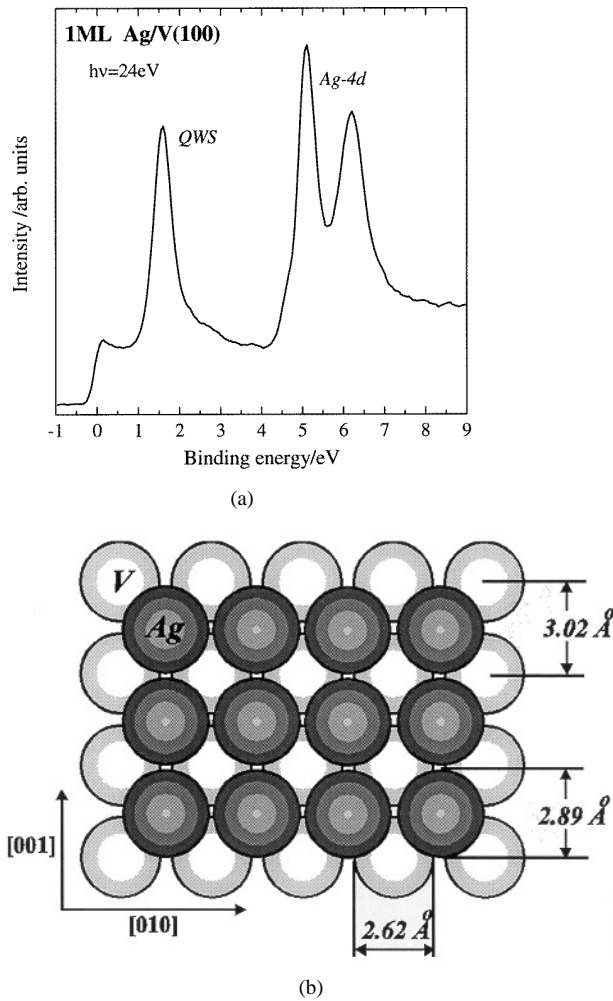 1ML Ag/V(100)
hν=24eV
QWS
Ag-4d
Intensity /arb. units
-1 0 1 2 3 4 5 6 7 8 9
Binding energy/eV
(a)
V
Ag
3.02 Å
2.89 Å
[001]
[010]
2.62 Å
(b)